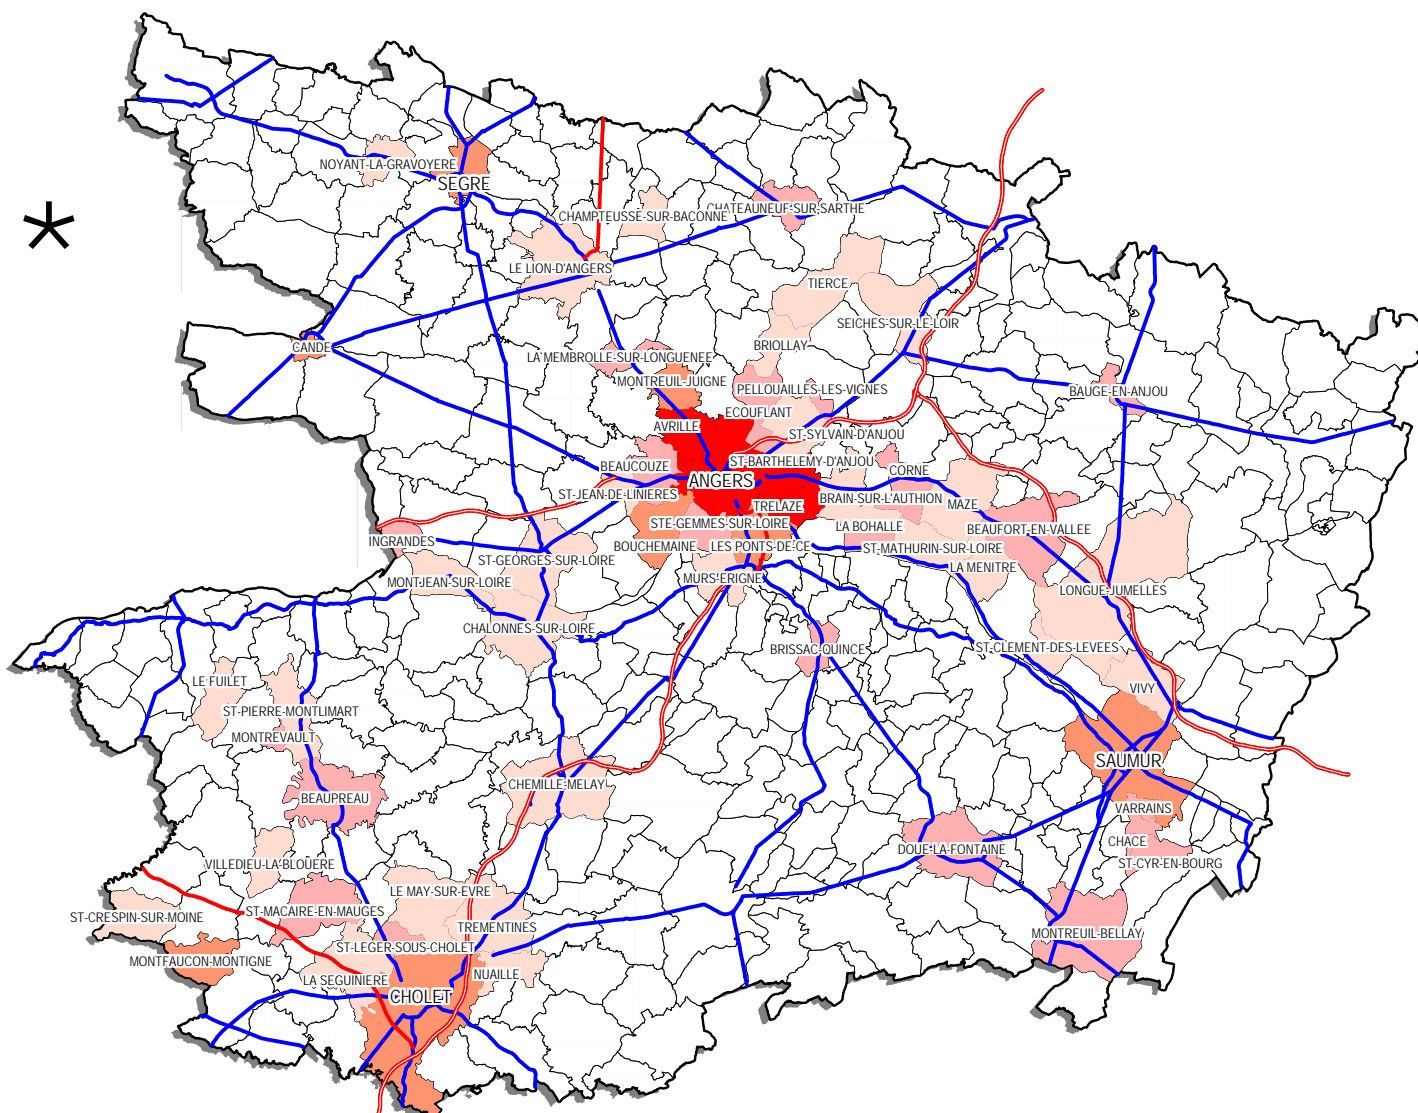 *
NOYANT-LA-GRAVOYERE
SEGRE
CHAMPTEUSSE-SUR-BACONNE
CHATEAUNEUF-SUR-SARTHE
LE LION-D'ANGERS
TIERCE
SEICHES-SUR-LE-LOIR
CANDE
BRIOLLAY
LA MEMBROLLE-SUR-LONGUENEE
MONTREUIL-JUIGNE
PELLOUAILLES-LES-VIGNES
BAUGE-EN-ANJOU
ECOUFLANT
AVRILLE
ST-SYLVAIN-D'ANJOU
ST-BARTHELEMY-D'ANJOU
BEAUCOUZE
CORNE
ANGERS
ST-JEAN-DE-LINIERES
BRAIN-SUR-L'AUTHION
MAZE
TRELAZE
STE-GEMMES-SUR-LOIRE
LA BOHALLE
BEAUFORT-EN-VALLEE
INGRANDES
BOUCHEMAINE
LES PONTS-DE-CE
ST-MATHURIN-SUR-LOIRE
ST-GEORGES-SUR-LOIRE
LA MENITRE
MONTJEAN-SUR-LOIRE
MURS-ERIGNE
LONGUE-JUMELLES
CHALONNES-SUR-LOIRE
BRISSAC-QUINCE
ST-CLEMENT-DES-LEVEES
LE FUILET
VIVY
ST-PIERRE-MONTLIMART
MONTREVAULT
SAUMUR
CHEMILLE-MELAY
BEAUPREAU
VARRAINS
CHACE
DOUE-LA-FONTAINE
VILLEDIEU-LA-BLOUERE
ST-CYR-EN-BOURG
LE MAY-SUR-EVRE
ST-MACAIRE-EN-MAUGES
ST-CRESPIN-SUR-MOINE
TREMENTINES
MONTREUIL-BELLAY
ST-LEGER-SOUS-CHOLET
MONTFAUCON-MONTIGNE
NUAILLE
LA SEGUINIERE
CHOLET